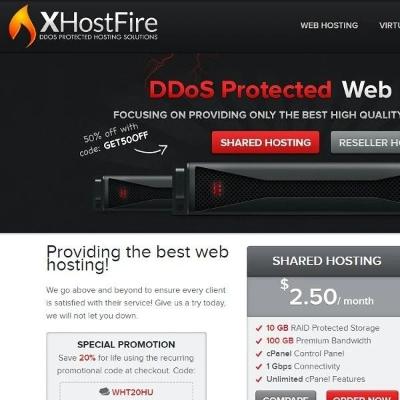 XHostFire
DDOS PROTECTED HOSTING SOLUTIONS
WEB HOSTING
DDoS Protected Web
FOCUSING ON PROVIDING ONLY THE BEST HIGH QUALITY
50% off with
code: GET50OFF
SHARED HOSTING
RESELLER
Providing the best web
hosting!
We go above and beyond to ensure every client
is satisfied with their service! Give us a try today,
we will not let you down.
SPECIAL PROMOTION
Save 20% for life using the recurring
promotional code at checkout. Code:
WHT20HU
SHARED HOSTING
$2.50/ month
10 GB RAID Protected Storage
100 GB Premium Bandwidth
cPanel Control Panel
1 Gbps Connectivity
Unlimited cPanel Features
COMPARE
ORDER NOW